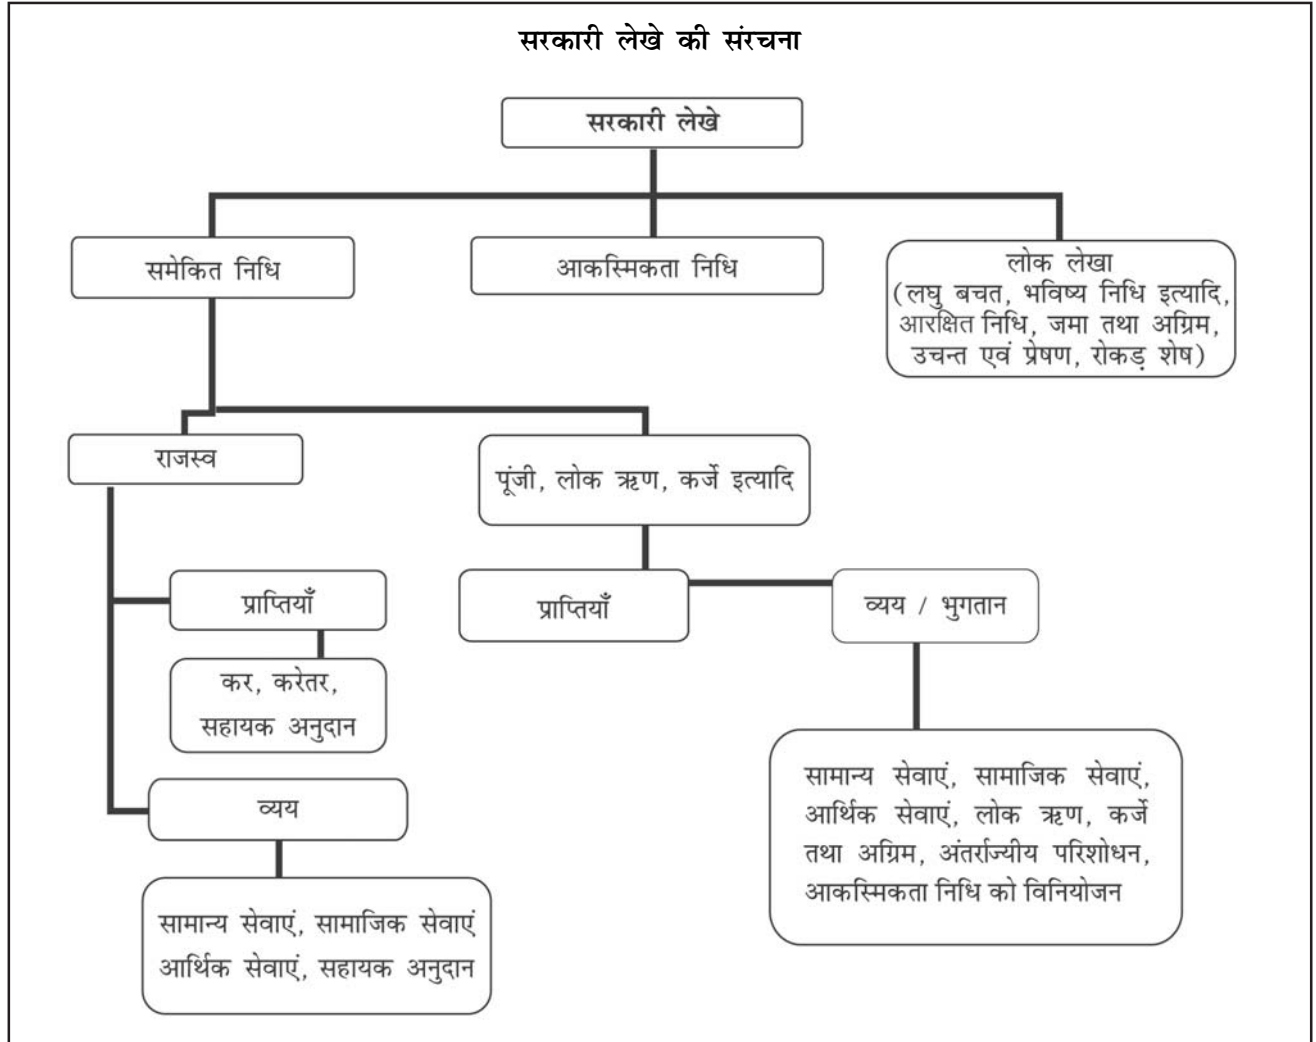 सरकारी लेखे की संरचना
सरकारी लेखे
समेकित निधि
आकस्मिकता निधि
लोक लेखा
(लघु बचत, भविष्य निधि इत्यादि,
आरक्षित निधि, जमा तथा अग्रिम,
उचन्त एवं प्रेषण, रोकड़ शेष)
राजस्व
पूंजी, लोक ऋण, कर्जे इत्यादि
प्राप्तियाँ
कर, करेतर,
सहायक अनुदान
व्यय
सामान्य सेवाएं, सामाजिक सेवाएं
आर्थिक सेवाएं, सहायक अनुदान
प्राप्तियाँ
व्यय / भुगतान
सामान्य सेवाएं, सामाजिक सेवाएं,
आर्थिक सेवाएं, लोक ऋण, कर्जे
तथा अग्रिम, अंतर्राज्यीय परिशोधन,
आकस्मिकता निधि को विनियोजन